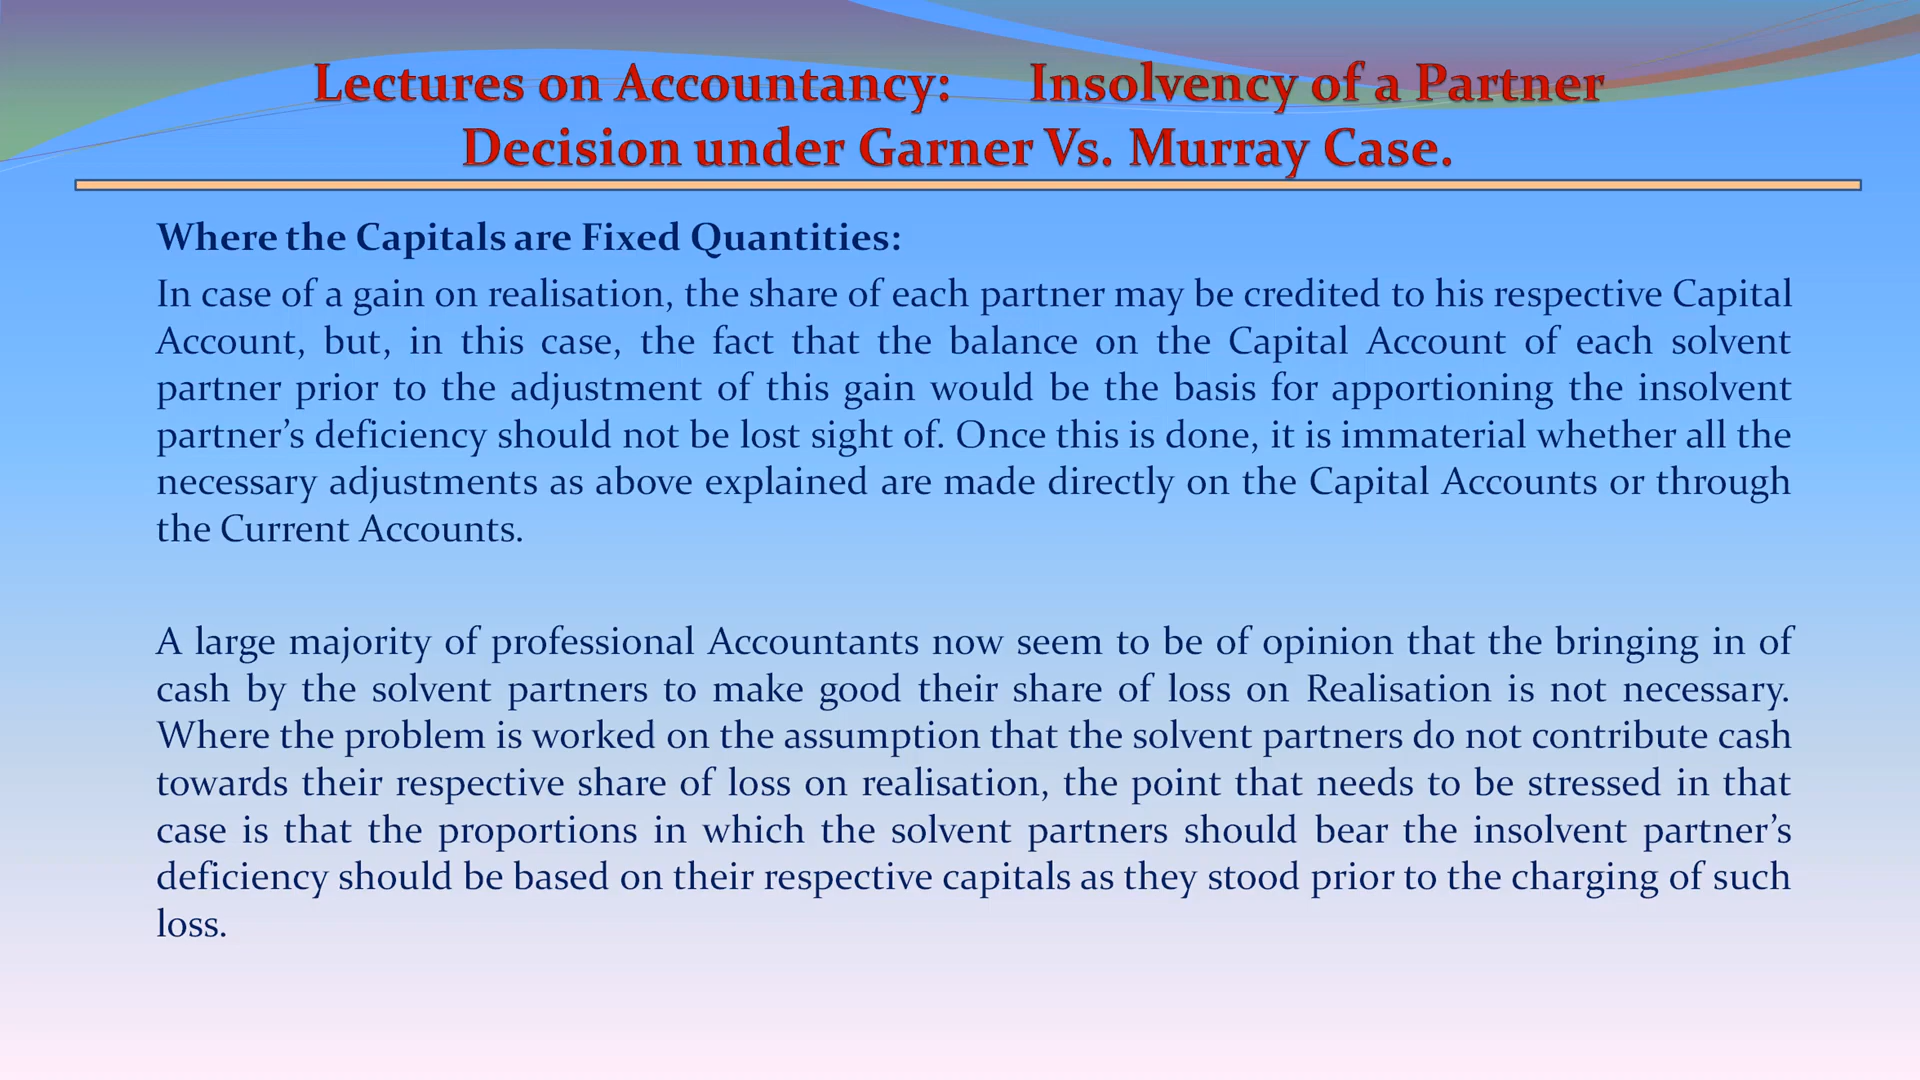 Lectures on Accountancy: Insolvency of a Partner
Decision under Garner Vs. Murray Case.
Where the Capitals are Fixed Quantities:
In case of a gain on realisation, the share of each partner may be credited to his respective Capital
Account, but, in this case, the fact that the balance on the Capital Account of each solvent
partner prior to the adjustment of this gain would be the basis for apportioning the insolvent
partner’s deficiency should not be lost sight of. Once this is done, it is immaterial whether all the
necessary adjustments as above explained are made directly on the Capital Accounts or through
the Current Accounts.
A large majority of professional Accountants now seem to be of opinion that the bringing in of
cash by the solvent partners to make good their share of loss on Realisation is not necessary.
Where the problem is worked on the assumption that the solvent partners do not contribute cash
towards their respective share of loss on realisation, the point that needs to be stressed in that
case is that the proportions in which the solvent partners should bear the insolvent partner’s
deficiency should be based on their respective capitals as they stood prior to the charging of such
loss.